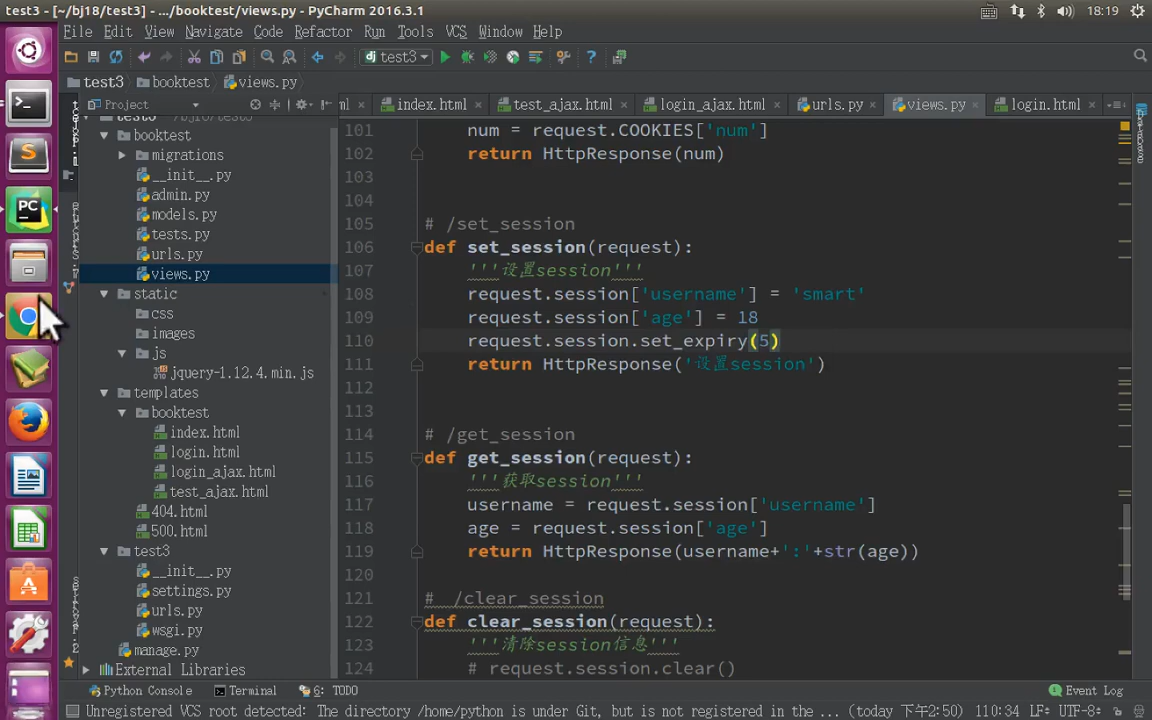 test3 - [~/bj18/test3] - .../booktest/views.py - PyCharm 2016.3.1
18:19
File Edit View Navigate Code Refactor Run Tools VCS Window Help
test3
test3 booktest views.py
Project
index.html test_ajax.html login_ajax.html urls.py views.py login.html
booktest
migrations
__init__.py
admin.py
models.py
tests.py
urls.py
views.py
static
css
images
js
jquery-1.12.4.min.js
templates
booktest
index.html
login.html
login_ajax.html
test_ajax.html
404.html
500.html
test3
__init__.py
settings.py
urls.py
wsgi.py
manage.py
External Libraries
101 num = request.COOKIES['num']
102 return HttpResponse(num)
103
104
105 # /set_session
106 def set_session(request):
107 '''设置session'''
108 request.session['username'] = 'smart'
109 request.session['age'] = 18
110 request.session.set_expiry(5)
111 return HttpResponse('设置session')
112
113
114 # /get_session
115 def get_session(request):
116 '''获取session'''
117 username = request.session['username']
118 age = request.session['age']
119 return HttpResponse(username+':'+str(age))
120
121 # /clear_session
122 def clear_session(request):
123 '''清除session信息'''
124 # request.session.clear()
Python Console Terminal 6: TODO Event Log
Unregistered VCS root detected: The directory /home/python is under Git, but is not registered in the ... (today 下午2:50) 110:34 LF÷ UTF-8÷